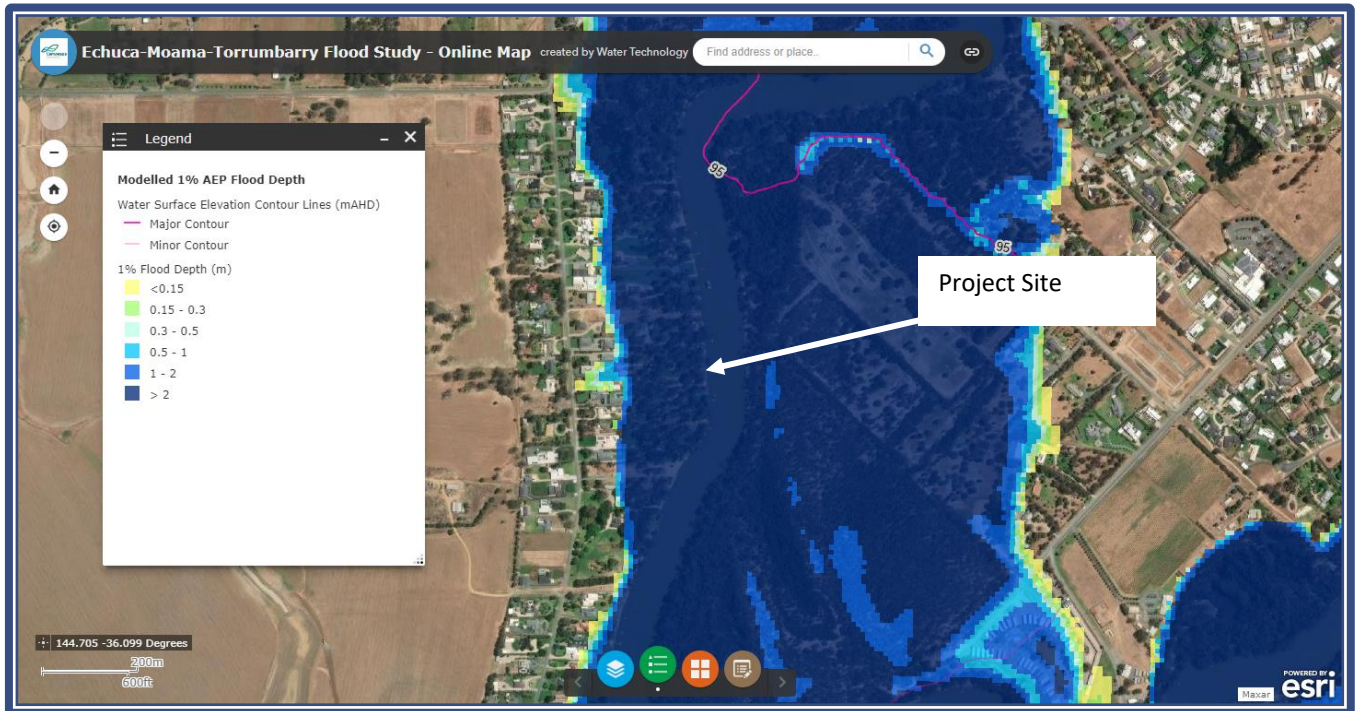 Echuca-Moama-Torrumbarry Flood Study - Online Map created by Water Technology
Find address or place..
Legend
Modelled 1% AEP Flood Depth
Water Surface Elevation Contour Lines (mAHD)
Major Contour
Minor Contour
1% Flood Depth (m)
<0.15
0.15 - 0.3
0.3 - 0.5
0.5 - 1
1 - 2
> 2
95
95
Project Site
144.705 -36.099 Degrees
200m
600ft
Maxar
POWERED BY
esri